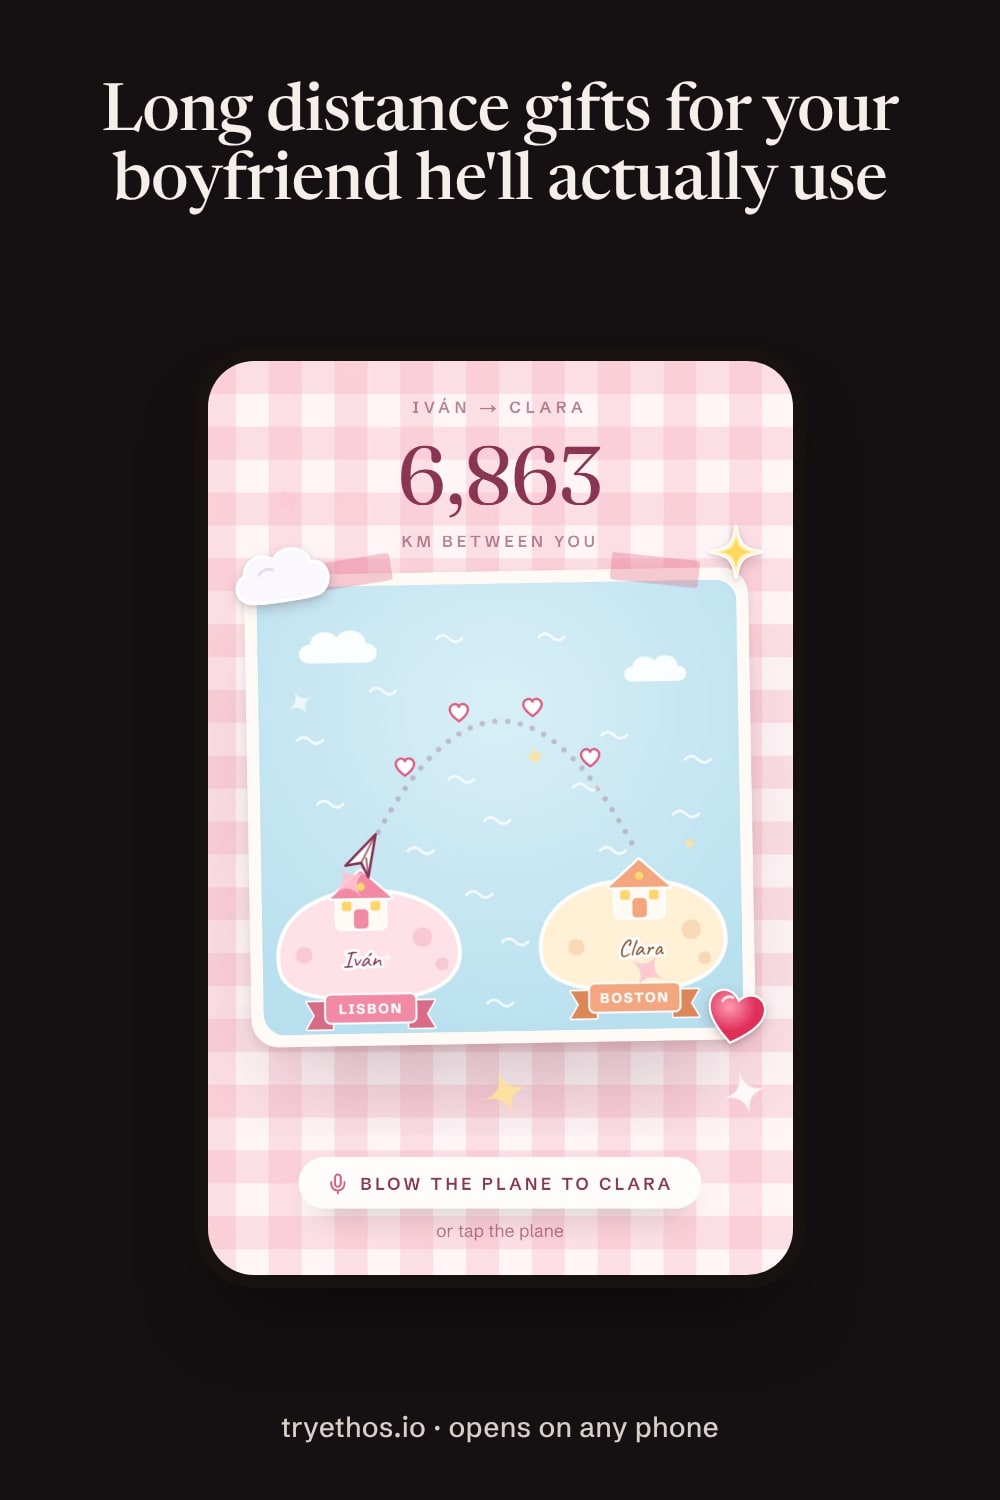 Long distance gifts for your
boyfriend he'll actually use
IVÁN → CLARA
6,863
KM BETWEEN YOU
Iván
LISBON
Clara
BOSTON
BLOW THE PLANE TO CLARA
or tap the plane
tryethos.io · opens on any phone